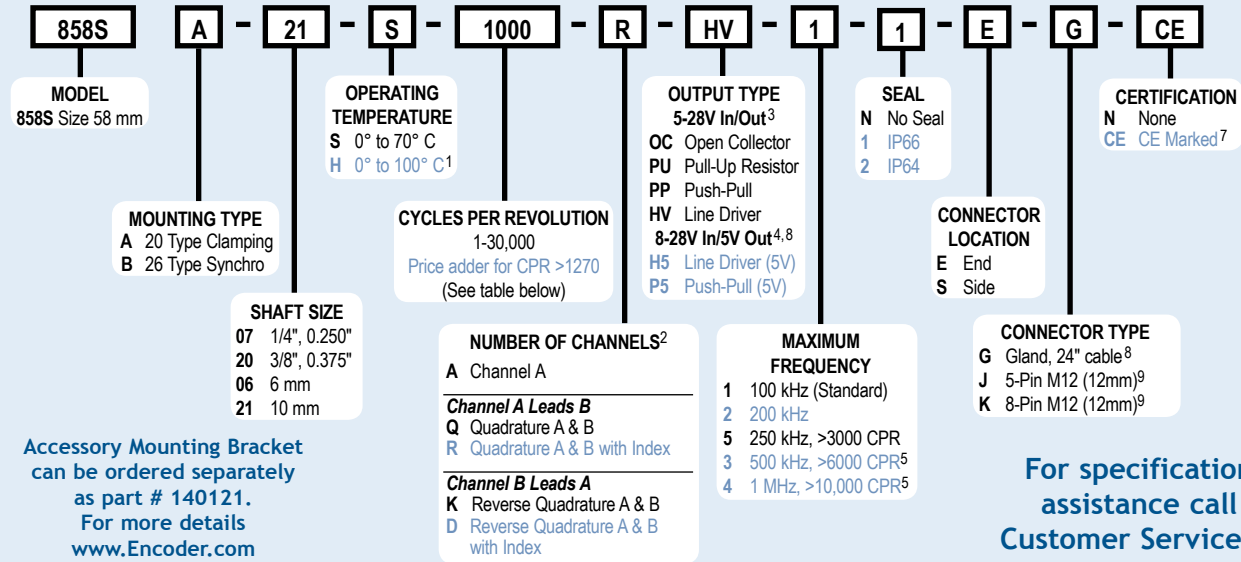 858S A - 21 - S - 1000 - R - HV - 1 - 1 - E - G - CE
MODEL
858S Size 58 mm
MOUNTING TYPE
A 20 Type Clamping
B 26 Type Synchro
SHAFT SIZE
07 1/4", 0.250"
20 3/8", 0.375"
06 6 mm
21 10 mm
OPERATING
TEMPERATURE
S 0° to 70° C
H 0° to 100° C1
CYCLES PER REVOLUTION
1-30,000
Price adder for CPR >1270
(See table below)
NUMBER OF CHANNELS2
A Channel A
Channel A Leads B
Q Quadrature A & B
R Quadrature A & B with Index
Channel B Leads A
K Reverse Quadrature A & B
D Reverse Quadrature A & B
with Index
OUTPUT TYPE
5-28V In/Out3
OC Open Collector
PU Pull-Up Resistor
PP Push-Pull
HV Line Driver
8-28V In/5V Out4,8
H5 Line Driver (5V)
P5 Push-Pull (5V)
MAXIMUM
FREQUENCY
1 100 kHz (Standard)
2 200 kHz
5 250 kHz, >3000 CPR
3 500 kHz, >6000 CPR5
4 1 MHz, >10,000 CPR5
SEAL
N No Seal
1 IP66
2 IP64
CONNECTOR
LOCATION
E End
S Side
CONNECTOR TYPE
G Gland, 24" cable8
J 5-Pin M12 (12mm)9
K 8-Pin M12 (12mm)9
CERTIFICATION
N None
CE CE Marked7
Accessory Mounting Bracket
can be ordered separately
as part # 140121.
For more details
www.Encoder.com
For specification
assistance call
Customer Service